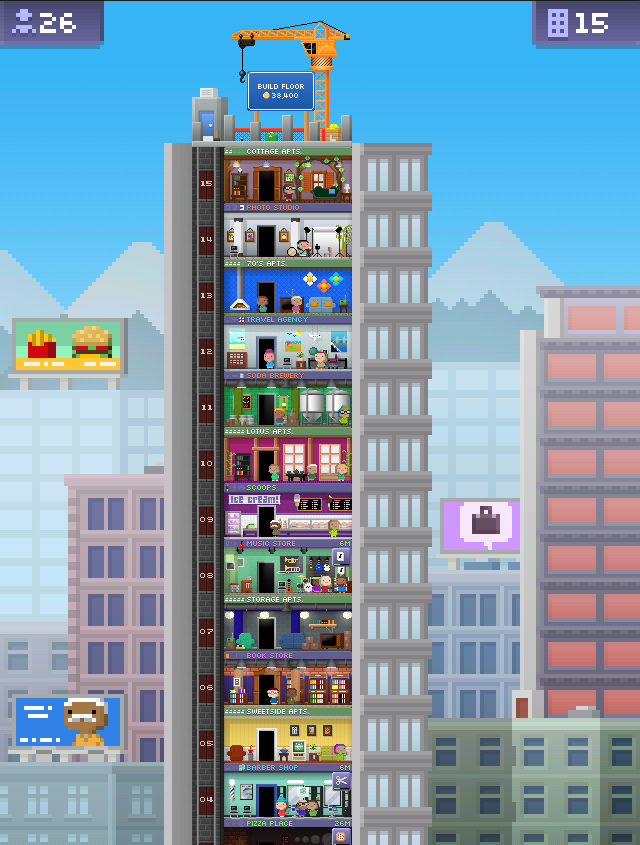 26
15
BUILD FLOOR
38,400
COTTAGE APTS.
15
PHOTO STUDIO
14
70'S APTS.
13
TRAVEL AGENCY
12
SODA BREWERY
11
LOTUS APTS.
10
SCOOPS
ICE CREAM!
09
MUSIC STORE 6M
08
STORAGE APTS.
07
BOOK STORE
06
SWEETSIDE APTS.
05
BARBER SHOP 6M
04
PIZZA PLACE 26M